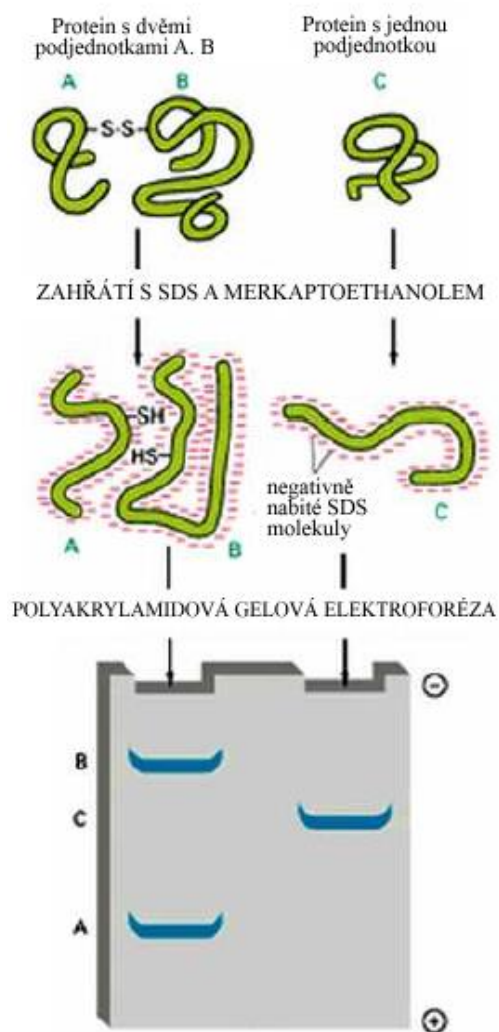 Protein s dvěmi
podjednotkami A. B
Protein s jednou
podjednotkou
A
B
C
S-S
ZAHŘÁTÍ S SDS A MERKAPTOETHANOLEM
SH
HS
negativně
nabité SDS
molekuly
A
B
C
POLYAKRYLAMIDOVÁ GELOVÁ ELEKTROFORÉZA
B
C
A